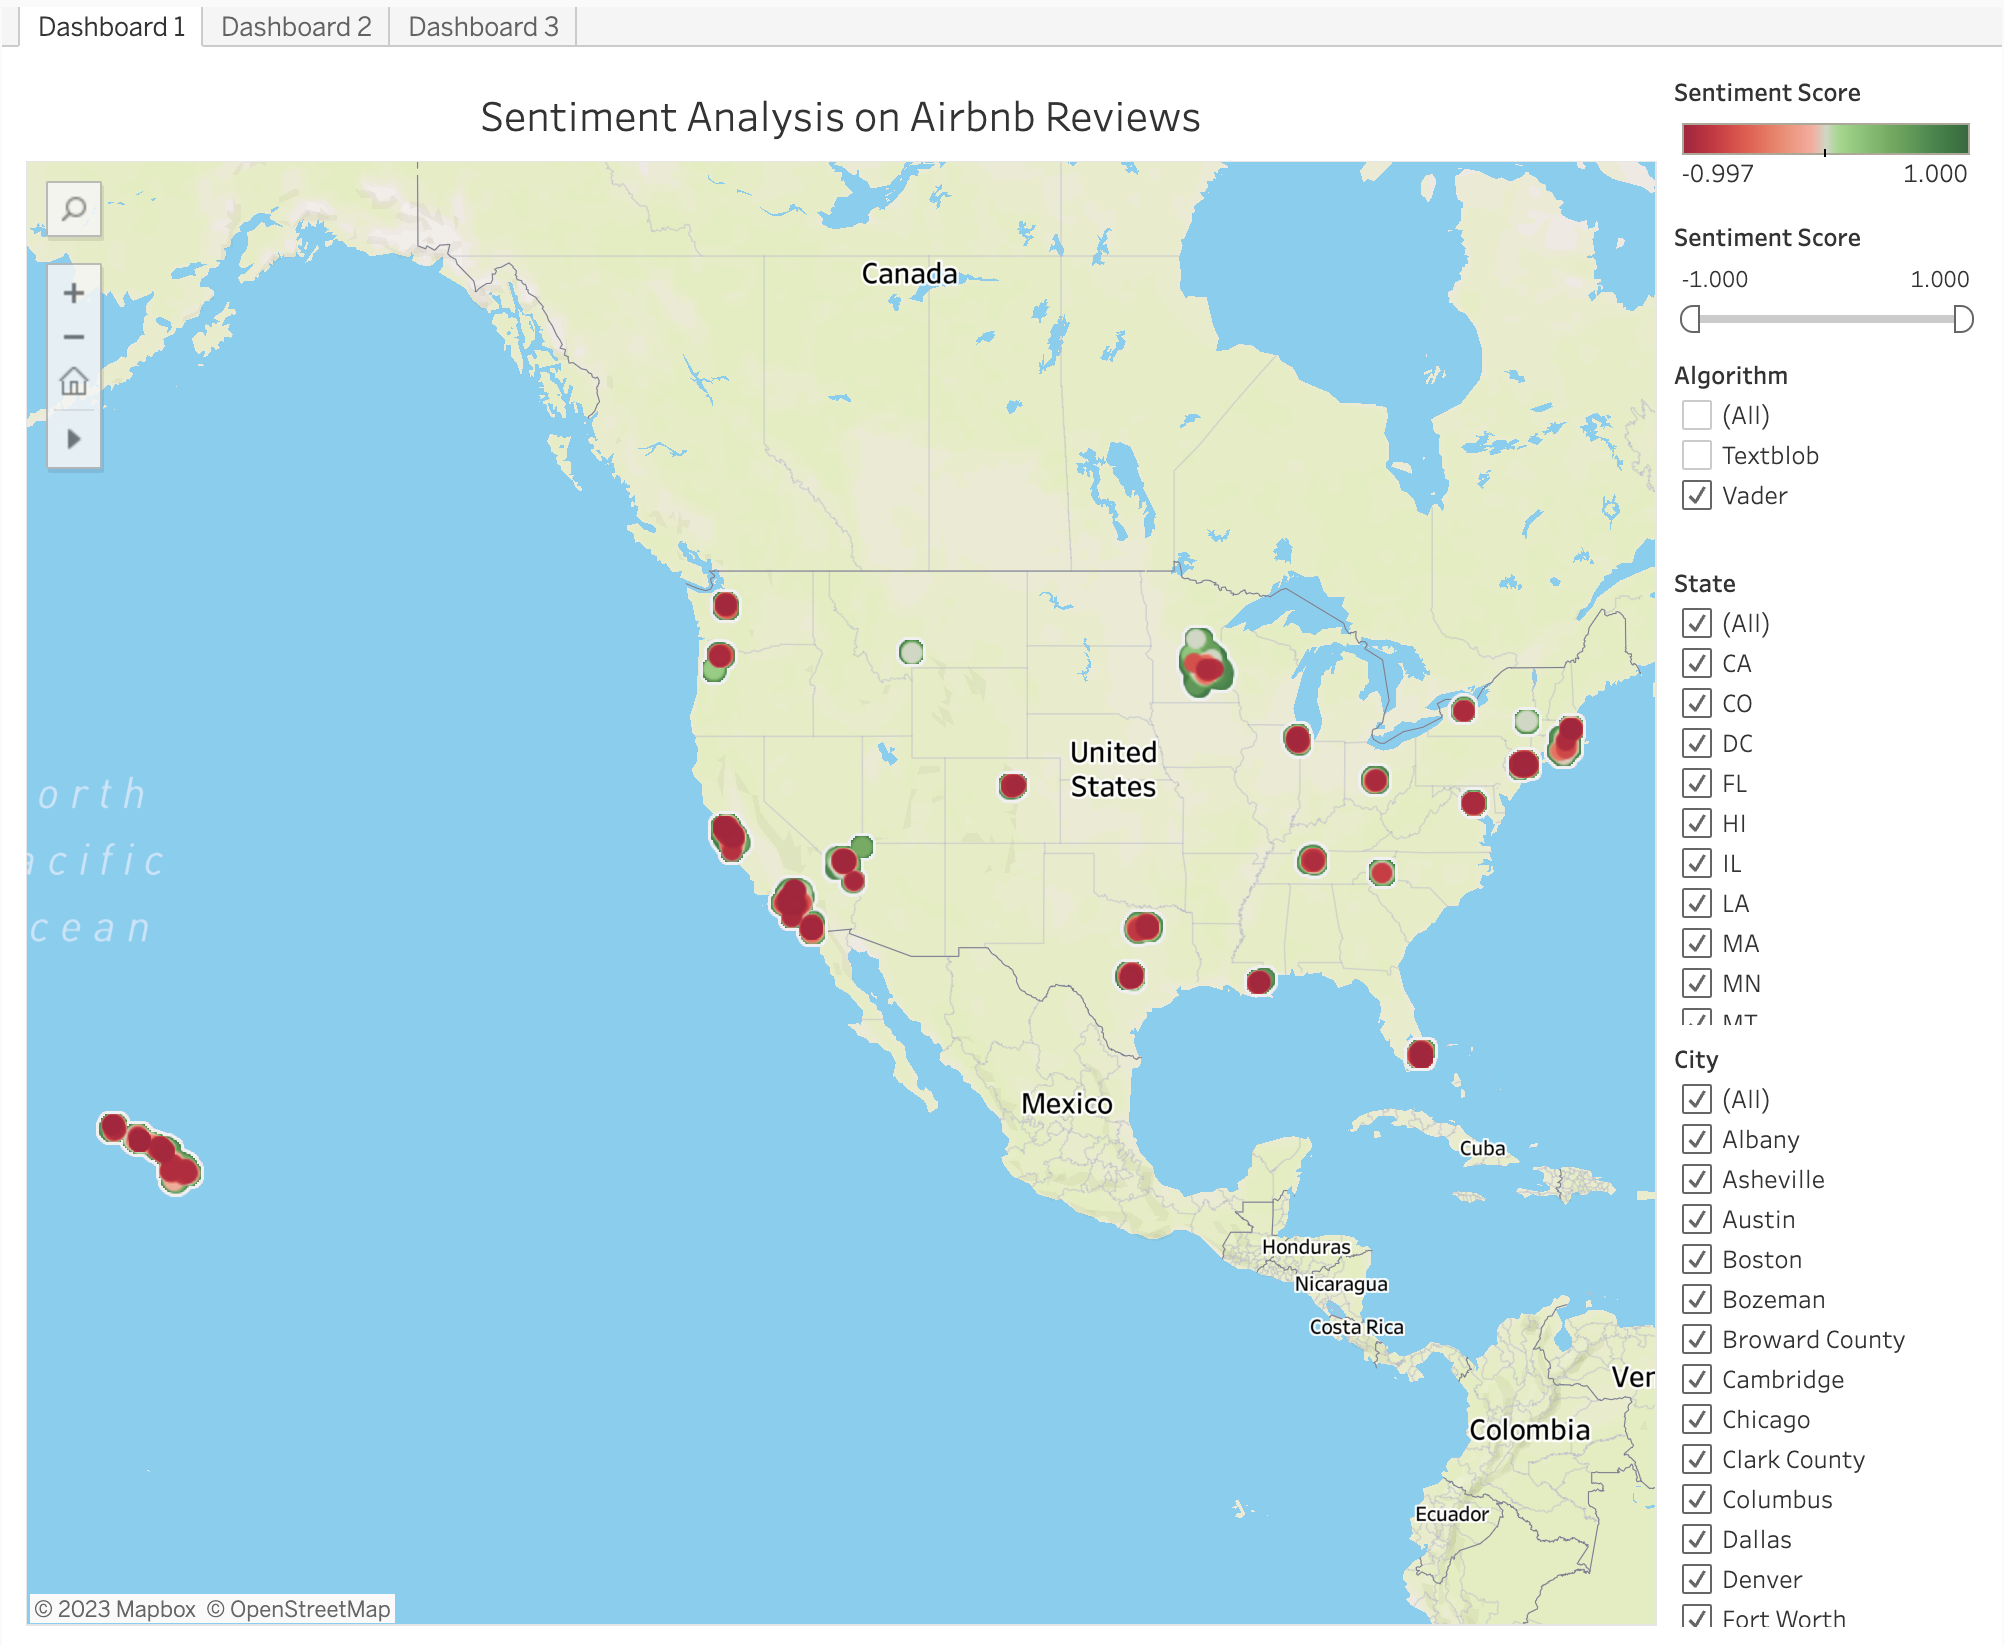 Dashboard 1
Dashboard 2
Dashboard 3
Sentiment Analysis on Airbnb Reviews
Canada
United
States
orth
acific
cean
Mexico
Cuba
Honduras
Nicaragua
Costa Rica
Ver
Colombia
Ecuador
© 2023 Mapbox © OpenStreetMap
Sentiment Score
-0.997 1.000
Sentiment Score
-1.000 1.000
Algorithm
(All)
Textblob
Vader
State
(All)
CA
CO
DC
FL
HI
IL
LA
MA
MN
MT
City
(All)
Albany
Asheville
Austin
Boston
Bozeman
Broward County
Cambridge
Chicago
Clark County
Columbus
Dallas
Denver
Fort Worth